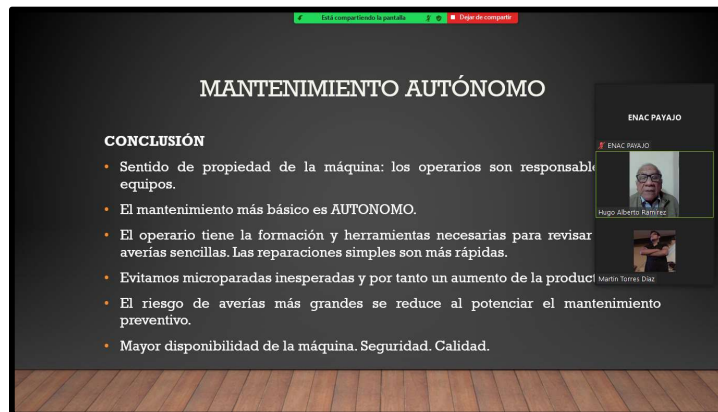 Está compartiendo la pantalla
Dejar de compartir
MANTENIMIENTO AUTÓNOMO
CONCLUSIÓN
• Sentido de propiedad de la máquina: los operarios son
equipos.
• El mantenimiento más básico es AUTONOMO.
• El operario tiene la formación y herramientas necesarias para revisar
averías sencillas. Las reparaciones simples son más rápidas.
• Evitamos microparadas inesperadas y por tanto un aumento de la
• El riesgo de averías más grandes se reduce al potenciar el mantenimiento
preventivo.
• Mayor disponibilidad de la máquina. Seguridad. Calidad.
ENAC PAYAJO
ENAC PAYAJO
Hugo Alberto Ramirez
Martin Torres Díaz